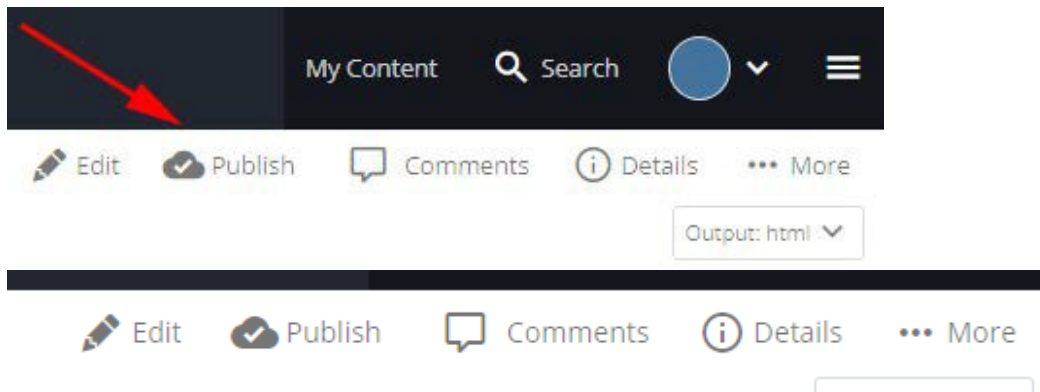 My Content Search
Edit Publish Comments Details More
Output: html
Edit Publish Comments Details More